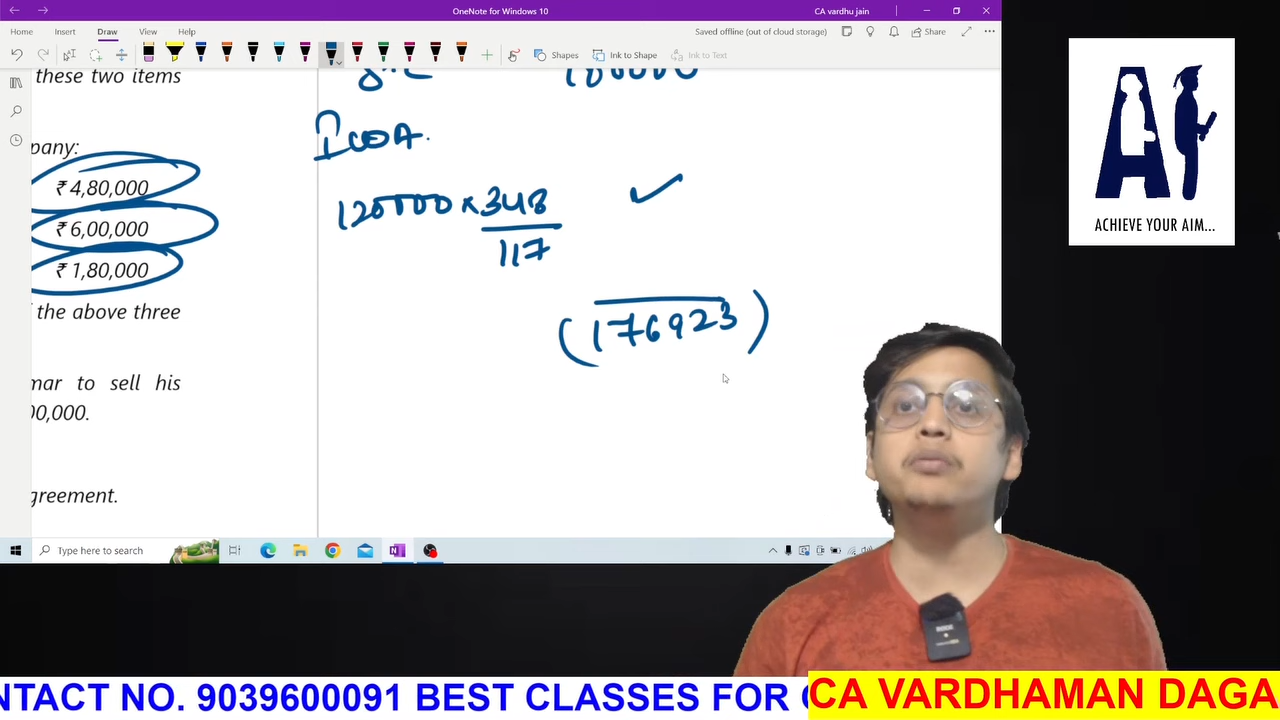 OneNote for Windows 10
CA vardhu jain
Home Insert Draw View Help
Saved offline (out of cloud storage)
Share
Shapes
Ink to Shape
Ink to Text
these two items
pany:
₹ 4,80,000
₹ 6,00,000
₹ 1,80,000
the above three
mar to sell his
00,000.
greement.
180000
ICOA.
120000 × 348
117
(176923)
ACHIEVE YOUR AIM...
Type here to search
NTACT NO. 9039600091 BEST CLASSES FOR
CA VARDHAMAN DAGA